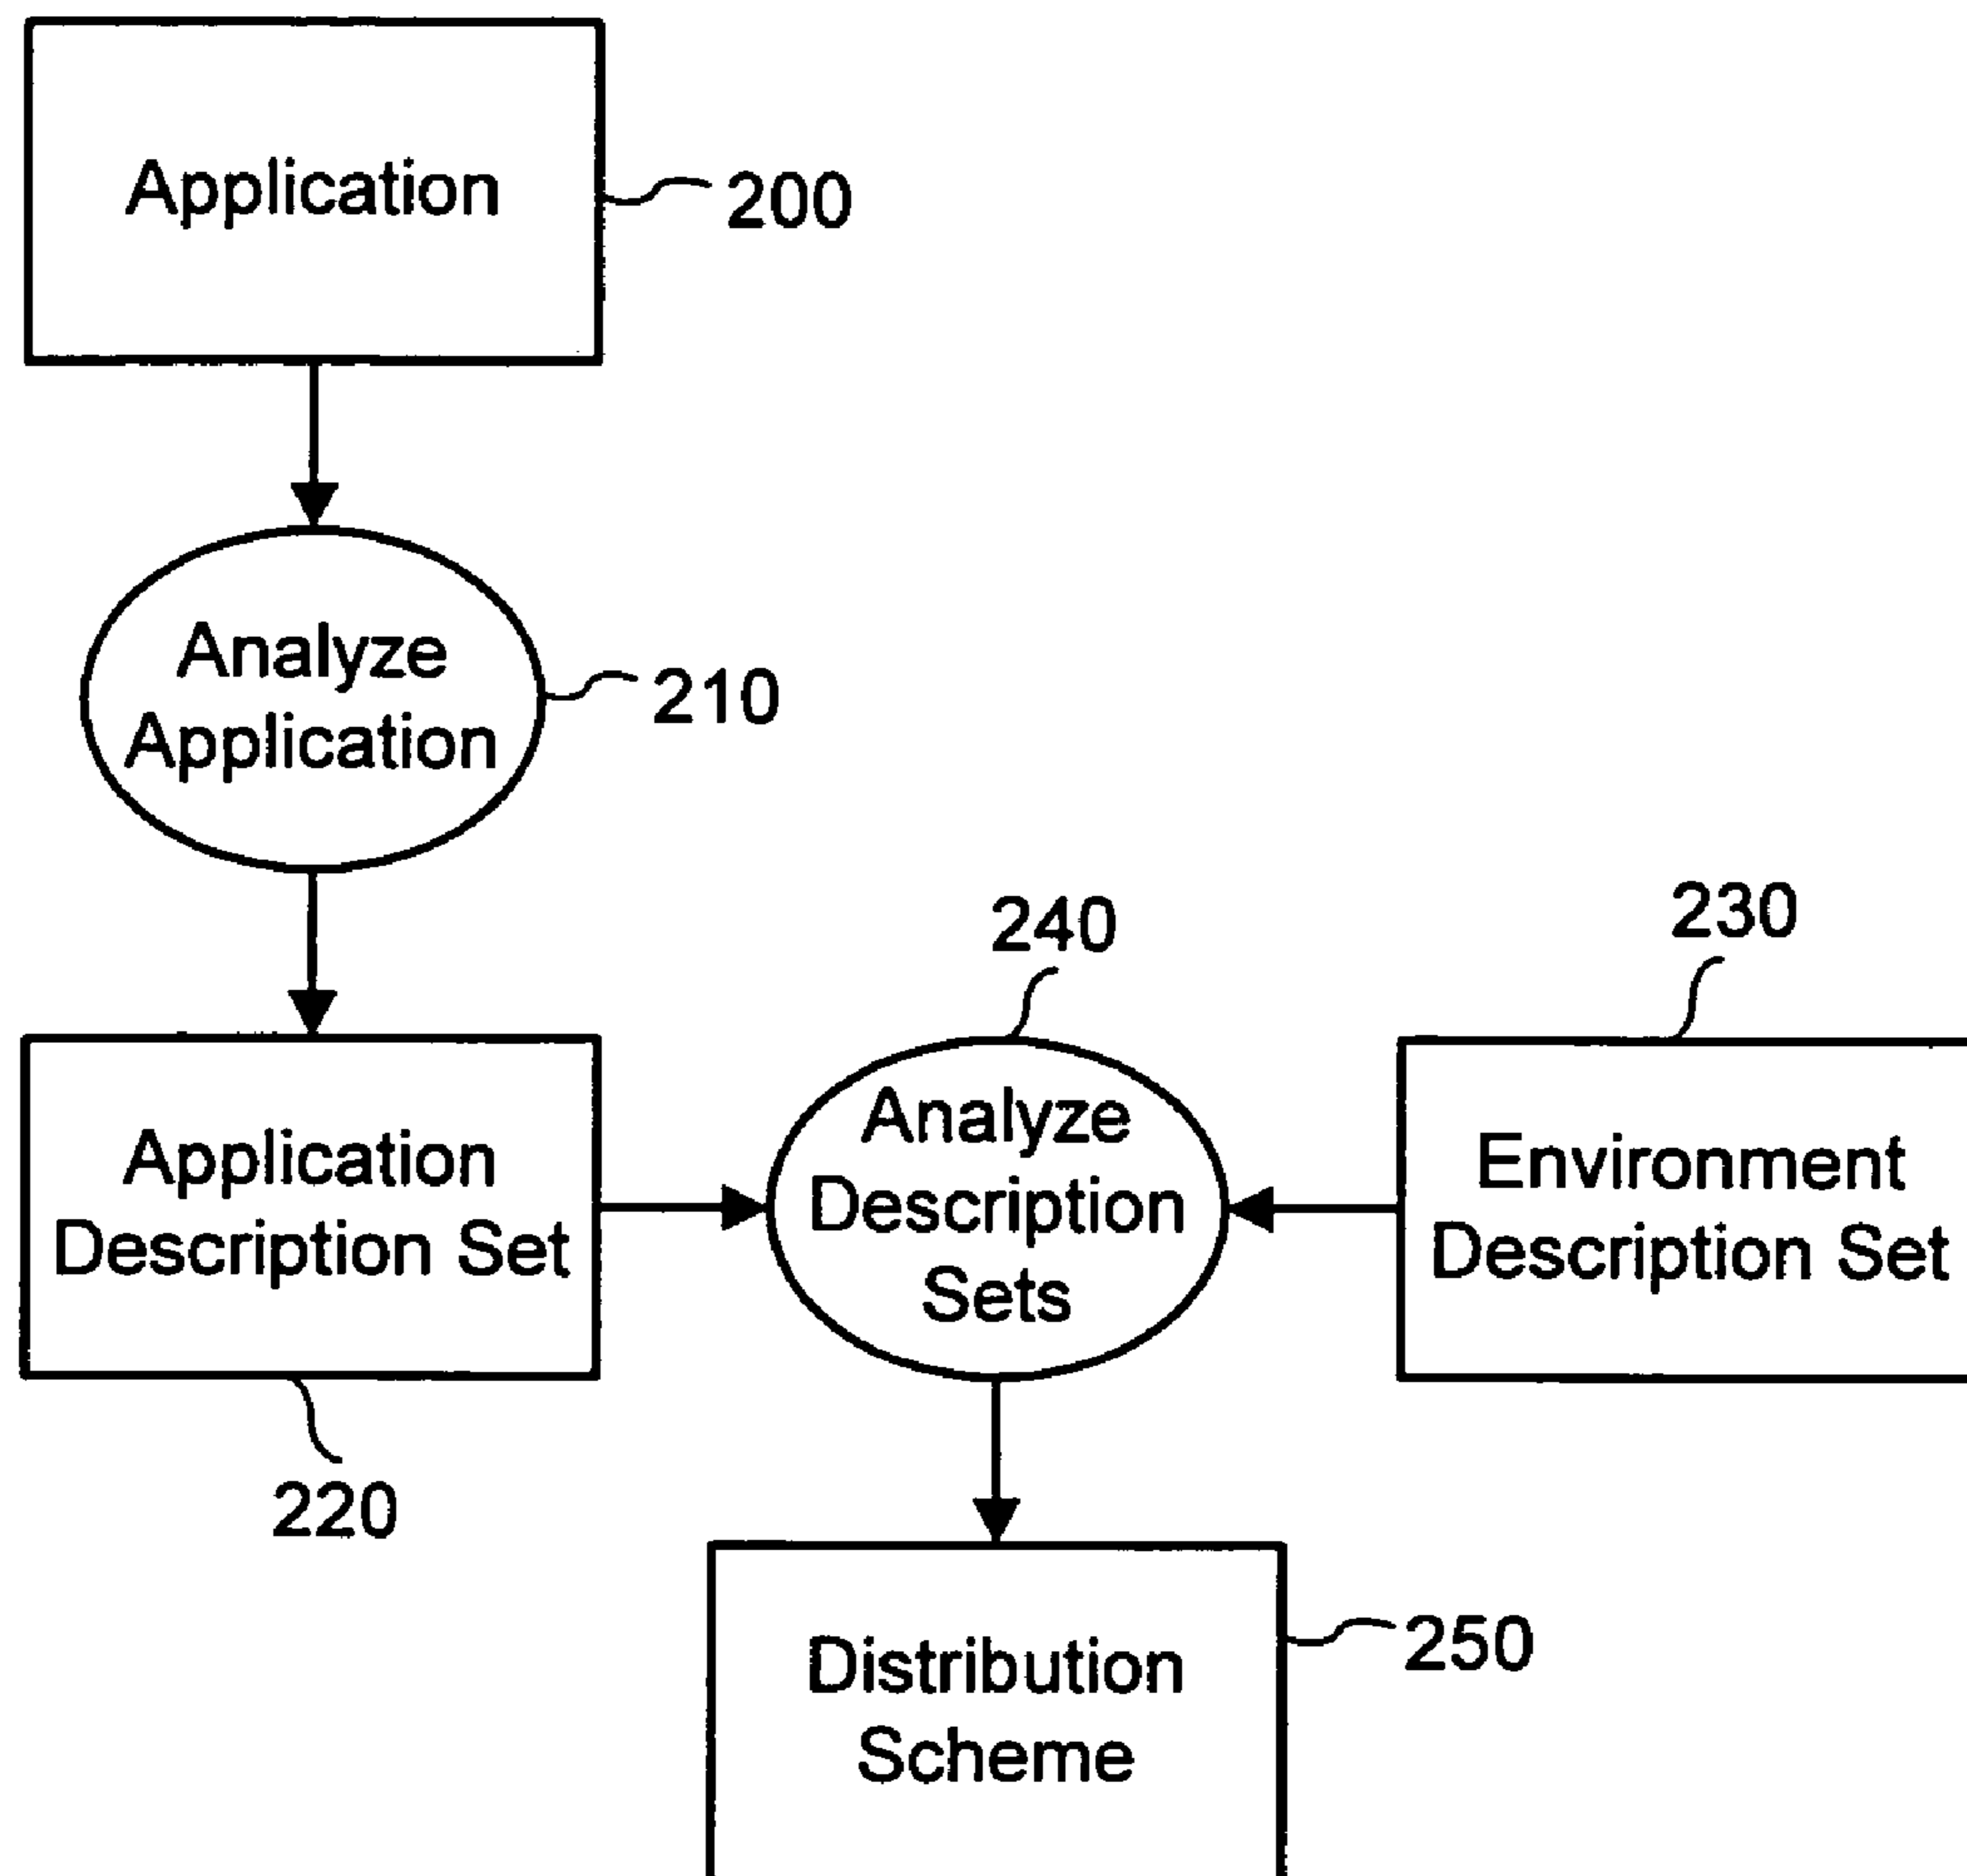 Application
200
Analyze
Application
210
240
230
Application
Description Set
Analyze
Description
Sets
Environment
Description Set
220
Distribution
Scheme
250